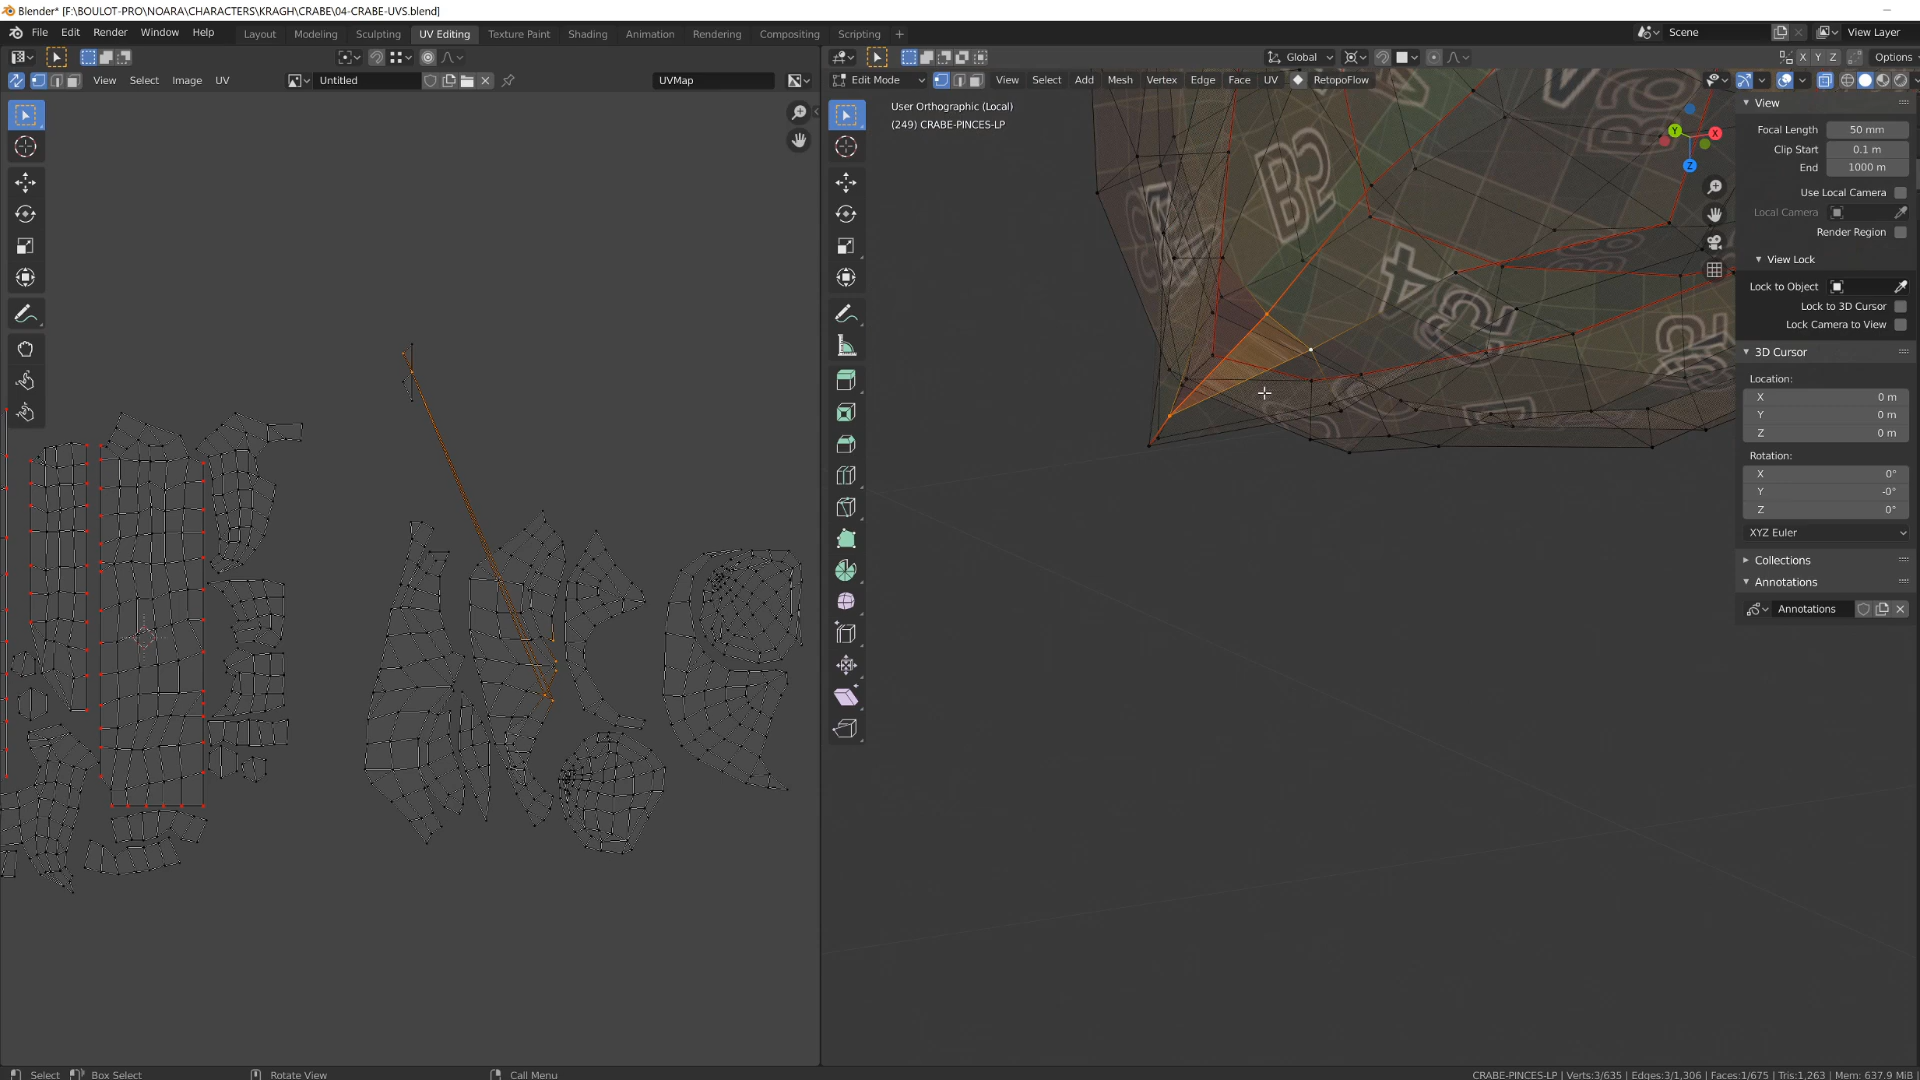 Blender* [F:\BOULOT-PRO\NOARA\CHARACTERS\KRAGH\CRABE\04-CRABE-UVS.blend]
File Edit Render Window Help Layout Modeling Sculpting UV Editing Texture Paint Shading Animation Rendering Compositing Scripting + Scene View Layer
Global X Y Z Options
View Select Image UV Untitled UVMap Edit Mode View Select Add Mesh Vertex Edge Face UV RetopoFlow
User Orthographic (Local)
(249) CRABE-PINCES-LP
B5
4
Y X
Z
View
Focal Length 50 mm
Clip Start 0.1 m
End 1000 m
Use Local Camera
Local Camera
Render Region
View Lock
Lock to Object
Lock to 3D Cursor
Lock Camera to View
3D Cursor
Location:
X 0 m
Y 0 m
Z 0 m
Rotation:
X 0°
Y -0°
Z 0°
XYZ Euler
Collections
Annotations
Annotations
Select Box Select Rotate View Call Menu CRABE-PINCES-LP | Verts:3/635 | Edges:3/1,306 | Faces:1/675 | Tris:1,263 | Mem: 637.9 MiB